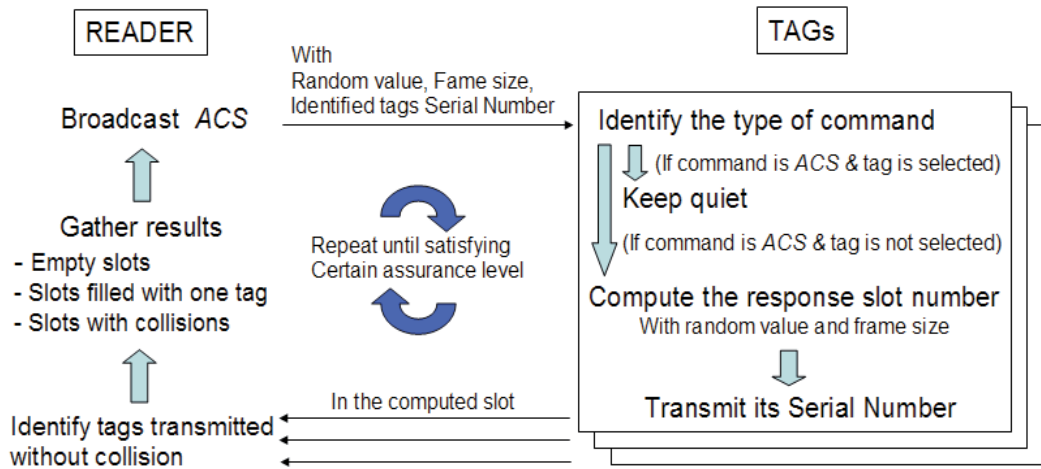 READER
TAGs
With
Random value, Fame size,
Identified tags Serial Number
Broadcast ACS
Identify the type of command
(If command is ACS & tag is selected)
Keep quiet
Gather results
- Empty slots
- Slots filled with one tag
- Slots with collisions
Repeat until satisfying
Certain assurance level
(If command is ACS & tag is not selected)
Compute the response slot number
With random value and frame size
In the computed slot
Transmit its Serial Number
Identify tags transmitted
without collision